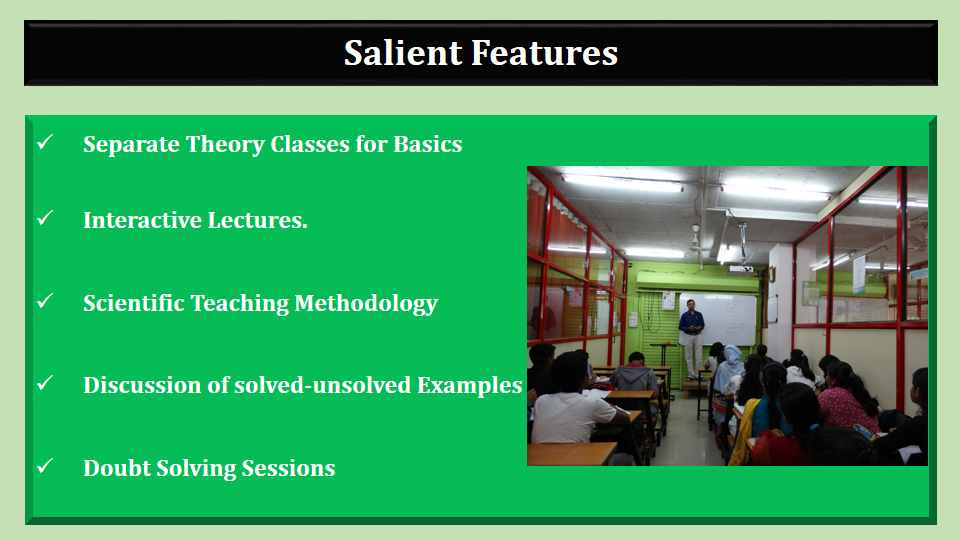 Salient Features
Separate Theory Classes for Basics
Interactive Lectures.
Scientific Teaching Methodology
Discussion of solved-unsolved Examples
Doubt Solving Sessions